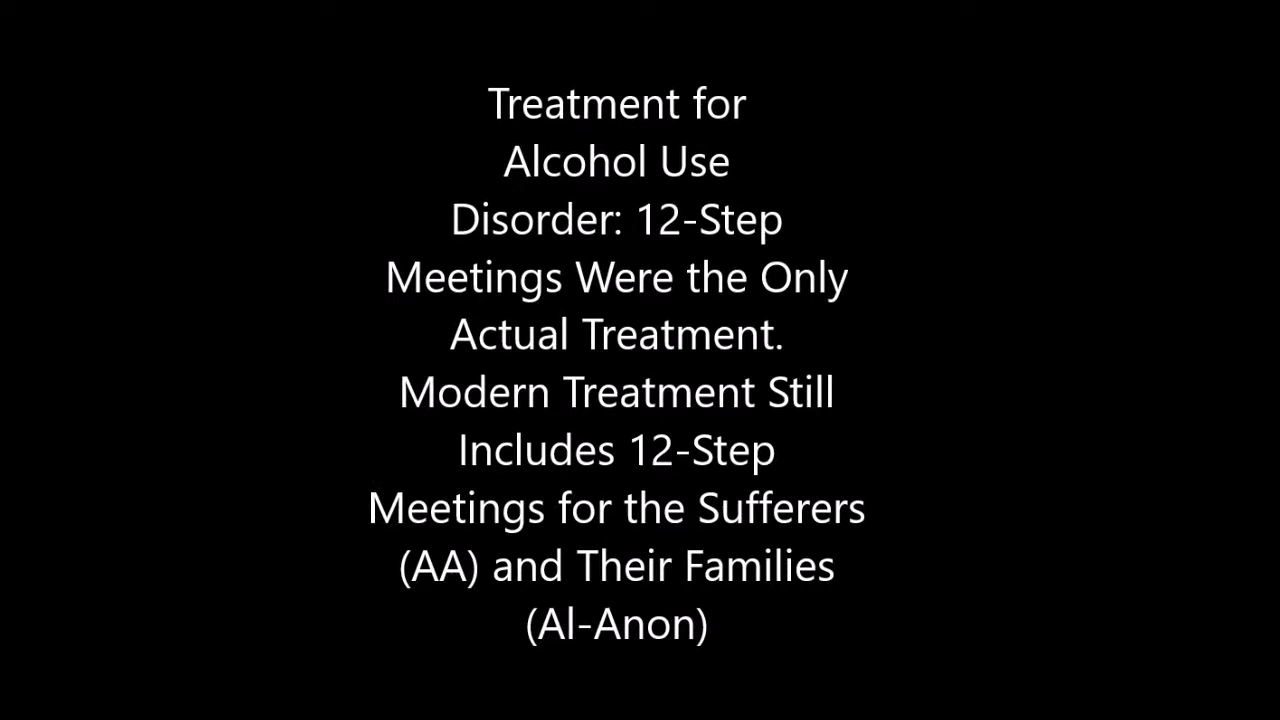 Treatment for
Alcohol Use
Disorder: 12-Step
Meetings Were the Only
Actual Treatment.
Modern Treatment Still
Includes 12-Step
Meetings for the Sufferers
(AA) and Their Families
(Al-Anon)